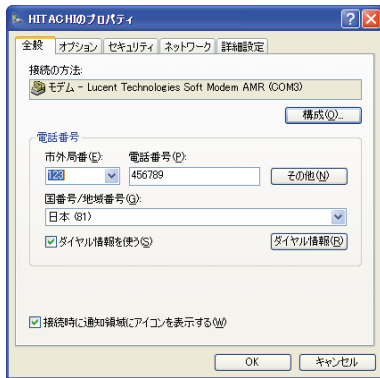 HITACHIのプロパティ
全般 オプション セキュリティ ネットワーク 詳細設定
接続の方法:
モデム - Lucent Technologies Soft Modem AMR (COM3)
構成(O)...
電話番号
市外局番(E): 電話番号(P):
123 456789 その他(N)
国番号/地域番号(G):
日本 (81)
ダイヤル情報を使う(S) ダイヤル情報(R)
接続時に通知領域にアイコンを表示する(W)
OK キャンセル